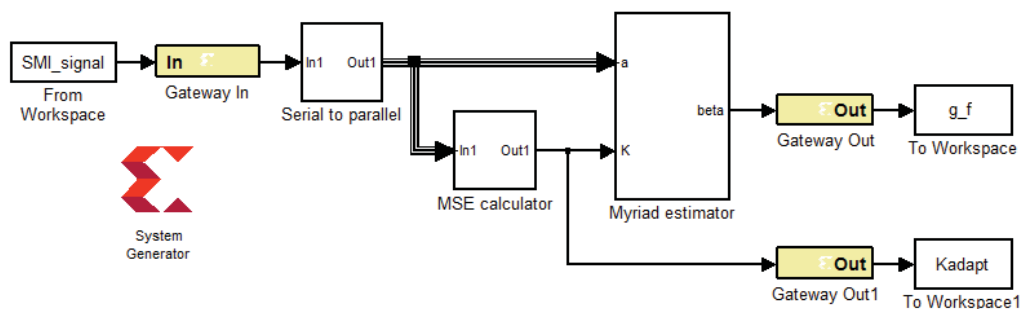 SMI_signal
From
Workspace
In
Gateway In
In1
Out1
Serial to parallel
In1
Out1
MSE calculator
a
K
beta
Myriad estimator
Out
Gateway Out
g_f
To Workspace
System
Generator
Out
Gateway Out1
Kadapt
To Workspace1